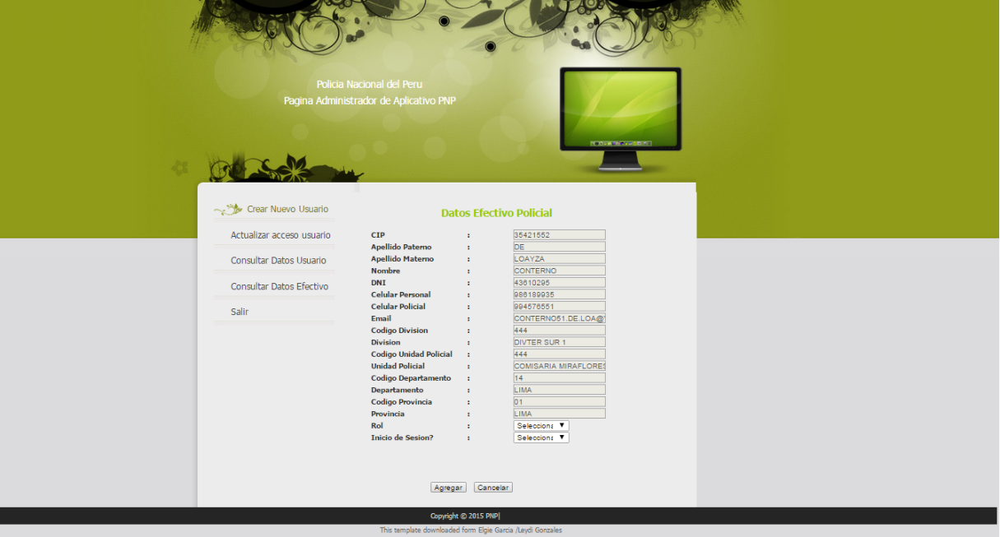 Policia Nacional del Peru
Pagina Administrador de Aplicativo PNP
Crear Nuevo Usuario
Actualizar acceso usuario
Consultar Datos Usuario
Consultar Datos Efectivo
Salir
Datos Efectivo Policial
CIP : 35421552
Apellido Paterno : DE
Apellido Materno : LOAYZA
Nombre : CONTERNO
DNI : 43610295
Celular Personal : 986189935
Celular Policial : 994576551
Email : CONTERNO51.DE.LOA@
Codigo Division : 444
Division : DIVTER SUR 1
Codigo Unidad Policial : 444
Unidad Policial : COMISARIA MIRAFLORES
Codigo Departamento : 14
Departamento : LIMA
Codigo Provincia : 01
Provincia : LIMA
Rol : Selecciona
Inicio de Sesion? : Selecciona
Agregar Cancelar
Copyright © 2015 PNP|
This template downloaded form Elgie Garcia /Leydi Gonzales